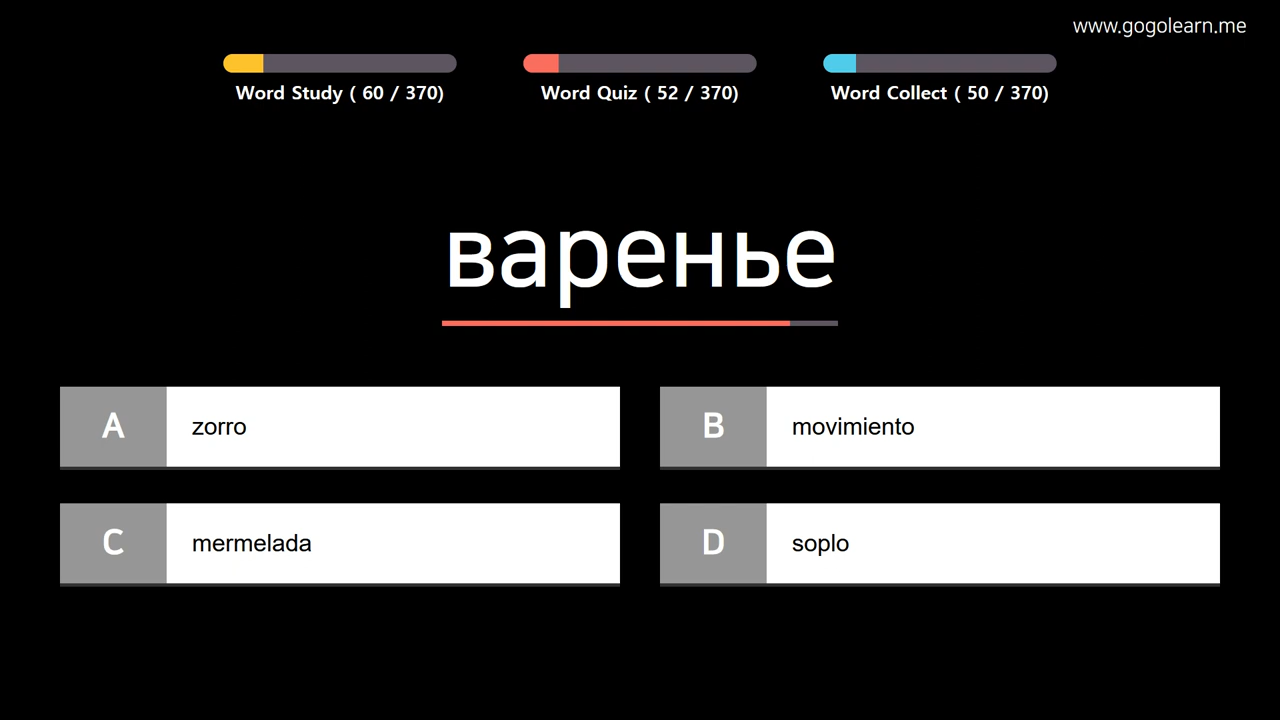 www.gogolearn.me
Word Study ( 60 / 370)
Word Quiz ( 52 / 370)
Word Collect ( 50 / 370)
варенье
A zorro
B movimiento
C mermelada
D soplo